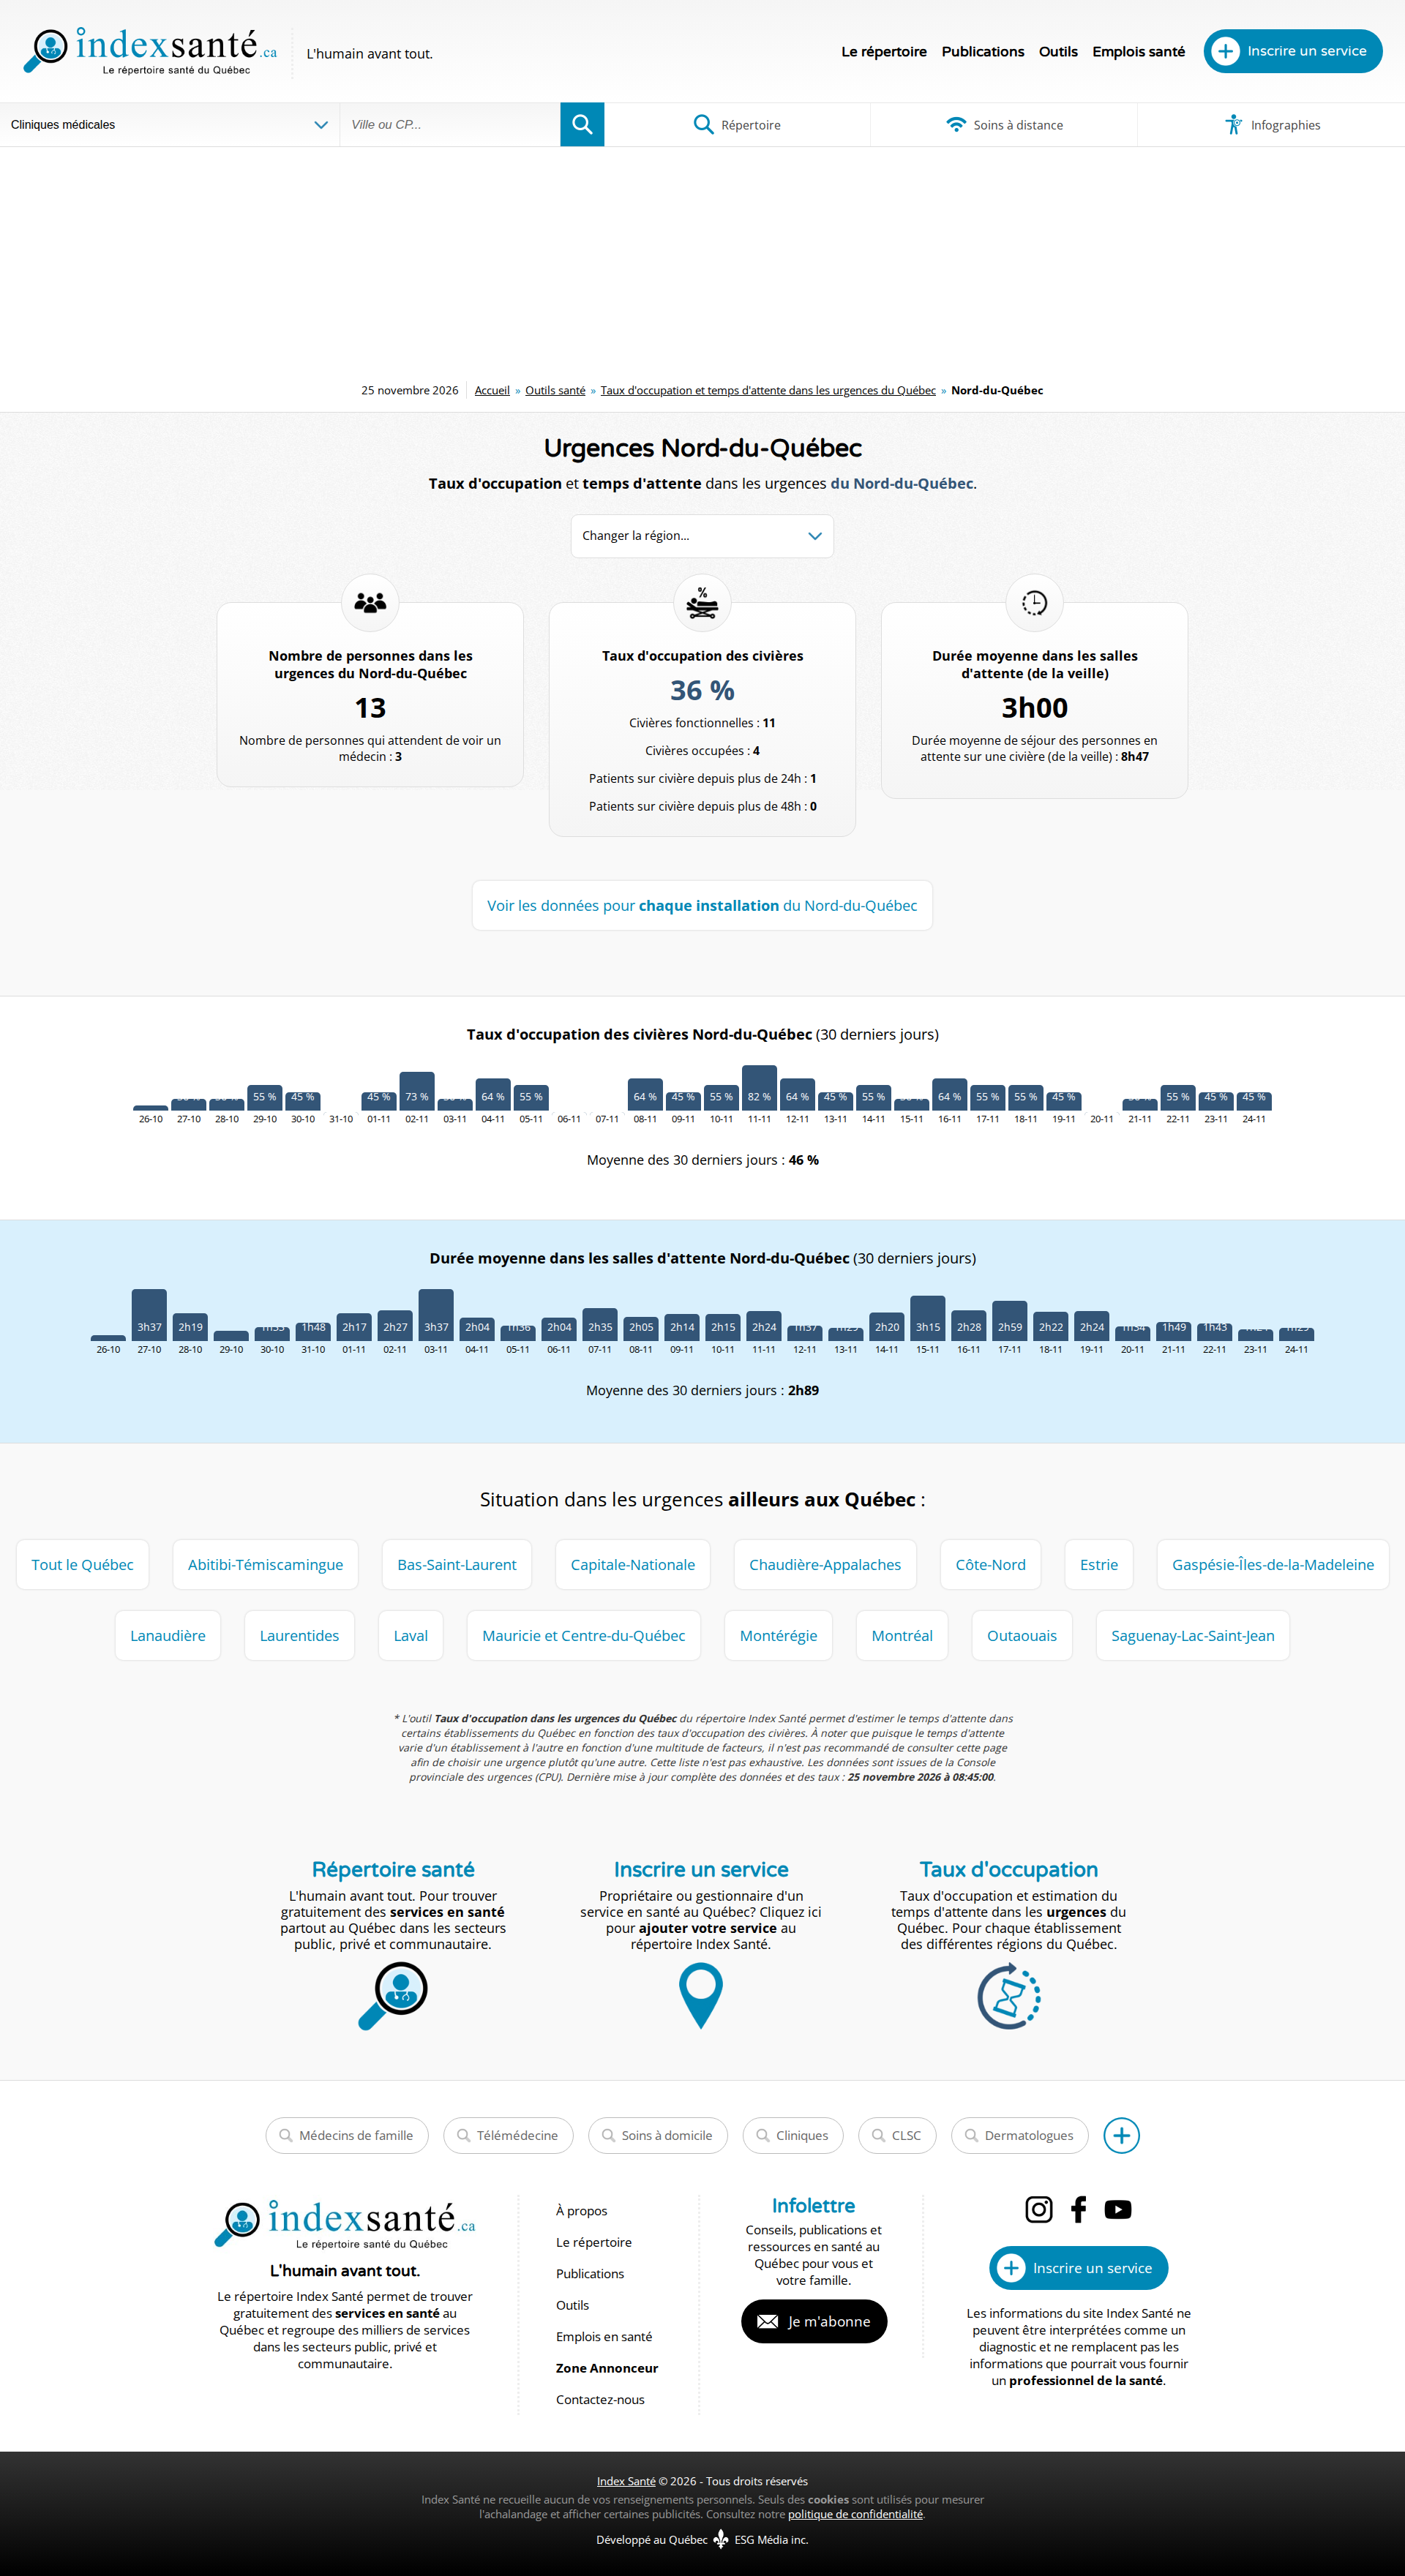 indexsanté.ca
Le répertoire santé du Québec
L'humain avant tout.
Le répertoire
Publications
Outils
Emplois santé
Inscrire un service
Cliniques médicales
Ville ou CP...
Répertoire
Soins à distance
Infographies
25 novembre 2026
Accueil » Outils santé » Taux d'occupation et temps d'attente dans les urgences du Québec » Nord-du-Québec
Urgences Nord-du-Québec
Taux d'occupation et temps d'attente dans les urgences du Nord-du-Québec.
Changer la région...
Nombre de personnes dans les
urgences du Nord-du-Québec
13
Nombre de personnes qui attendent de voir un
médecin : 3
%
Taux d'occupation des civières
36 %
Civières fonctionnelles : 11
Civières occupées : 4
Patients sur civière depuis plus de 24h : 1
Patients sur civière depuis plus de 48h : 0
Durée moyenne dans les salles
d'attente (de la veille)
3h00
Durée moyenne de séjour des personnes en
attente sur une civière (de la veille) : 8h47
Voir les données pour chaque installation du Nord-du-Québec
Taux d'occupation des civières Nord-du-Québec (30 derniers jours)
55 % 45 % 45 % 73 % 64 % 55 % 64 % 45 % 55 % 82 % 64 % 45 % 55 % 64 % 55 % 55 % 45 % 55 % 45 % 45 %
26-10 27-10 28-10 29-10 30-10 31-10 01-11 02-11 03-11 04-11 05-11 06-11 07-11 08-11 09-11 10-11 11-11 12-11 13-11 14-11 15-11 16-11 17-11 18-11 19-11 20-11 21-11 22-11 23-11 24-11
Moyenne des 30 derniers jours : 46 %
Durée moyenne dans les salles d'attente Nord-du-Québec (30 derniers jours)
3h37 2h19 1h48 2h17 2h27 3h37 2h04 1h36 2h04 2h35 2h05 2h14 2h15 2h24 1h37 2h20 3h15 2h28 2h59 2h22 2h24 1h34 1h49 1h43
26-10 27-10 28-10 29-10 30-10 31-10 01-11 02-11 03-11 04-11 05-11 06-11 07-11 08-11 09-11 10-11 11-11 12-11 13-11 14-11 15-11 16-11 17-11 18-11 19-11 20-11 21-11 22-11 23-11 24-11
Moyenne des 30 derniers jours : 2h89
Situation dans les urgences ailleurs aux Québec :
Tout le Québec
Abitibi-Témiscamingue
Bas-Saint-Laurent
Capitale-Nationale
Chaudière-Appalaches
Côte-Nord
Estrie
Gaspésie-Îles-de-la-Madeleine
Lanaudière
Laurentides
Laval
Mauricie et Centre-du-Québec
Montérégie
Montréal
Outaouais
Saguenay-Lac-Saint-Jean
* L'outil Taux d'occupation dans les urgences du Québec du répertoire Index Santé permet d'estimer le temps d'attente dans
certains établissements du Québec en fonction des taux d'occupation des civières. À noter que puisque le temps d'attente
varie d'un établissement à l'autre en fonction d'une multitude de facteurs, il n'est pas recommandé de consulter cette page
afin de choisir une urgence plutôt qu'une autre. Cette liste n'est pas exhaustive. Les données sont issues de la Console
provinciale des urgences (CPU). Dernière mise à jour complète des données et des taux : 25 novembre 2026 à 08:45:00.
Répertoire santé
L'humain avant tout. Pour trouver
gratuitement des services en santé
partout au Québec dans les secteurs
public, privé et communautaire.
Inscrire un service
Propriétaire ou gestionnaire d'un
service en santé au Québec? Cliquez ici
pour ajouter votre service au
répertoire Index Santé.
Taux d'occupation
Taux d'occupation et estimation du
temps d'attente dans les urgences du
Québec. Pour chaque établissement
des différentes régions du Québec.
Médecins de famille
Télémédecine
Soins à domicile
Cliniques
CLSC
Dermatologues
indexsanté.ca
Le répertoire santé du Québec
L'humain avant tout.
Le répertoire Index Santé permet de trouver
gratuitement des services en santé au
Québec et regroupe des milliers de services
dans les secteurs public, privé et
communautaire.
À propos
Le répertoire
Publications
Outils
Emplois en santé
Zone Annonceur
Contactez-nous
Infolettre
Conseils, publications et
ressources en santé au
Québec pour vous et
votre famille.
Je m'abonne
Inscrire un service
Les informations du site Index Santé ne
peuvent être interprétées comme un
diagnostic et ne remplacent pas les
informations que pourrait vous fournir
un professionnel de la santé.
Index Santé © 2026 - Tous droits réservés
Index Santé ne recueille aucun de vos renseignements personnels. Seuls des cookies sont utilisés pour mesurer
l'achalandage et afficher certaines publicités. Consultez notre politique de confidentialité.
Développé au Québec ESG Média inc.